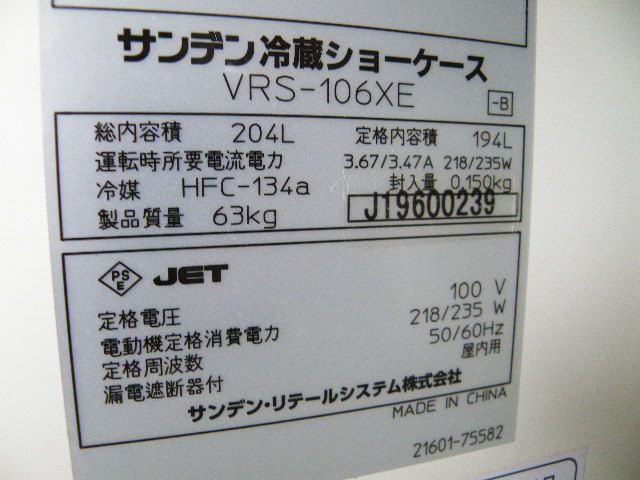 サンデン冷蔵ショーケース
VRS-106XE -B
総内容積 204L 定格内容積 194L
運転時所要電流電力 3.67/3.47A 218/235W
冷媒 HFC-134a 封入量 0.150kg
製品質量 63kg J19600239
PSE JET
定格電圧 100 V
電動機定格消費電力 218/235 W
定格周波数 50/60Hz
漏電遮断器付 屋内用
サンデン・リテールシステム株式会社
MADE IN CHINA
21601-75582